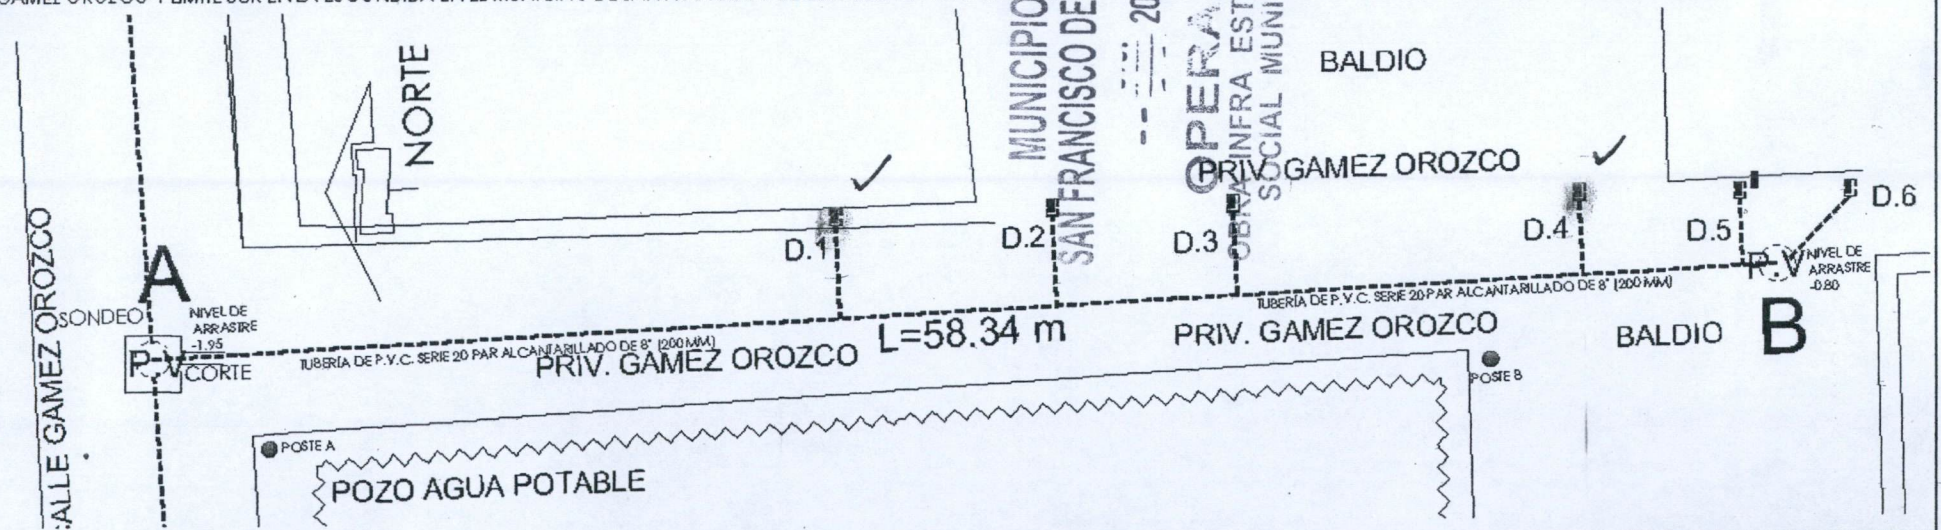 NORTE
MUNICIPIO
SAN FRANCISCO DE
20
OPERA
OBRA INFRA EST
SOCIAL MUNI
BALDIO
PRIV. GAMEZ OROZCO
D.1
D.2
D.3
D.4
D.5
D.6
CALLE GAMEZ OROZCO
A
SONDEO
NIVEL DE
ARRASTRE
-1.95
P.V
CORTE
TUBERÍA DE P.V.C. SERIE 20 PAR ALCANTARILLADO DE 8" (200 MM)
PRIV. GAMEZ OROZCO
L=58.34 m
TUBERÍA DE P.V.C. SERIE 20 PAR ALCANTARILLADO DE 8" (200 MM)
PRIV. GAMEZ OROZCO
BALDIO
NIVEL DE
ARRASTRE
-0.80
B
POSTE B
POSTE A
POZO AGUA POTABLE